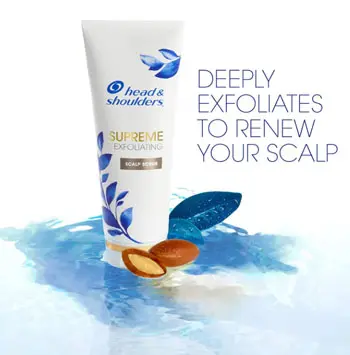 head &
shoulders
SUPREME
EXFOLIATING
SCALP SCRUB
DEEPLY
EXFOLIATES
TO RENEW
YOUR SCALP